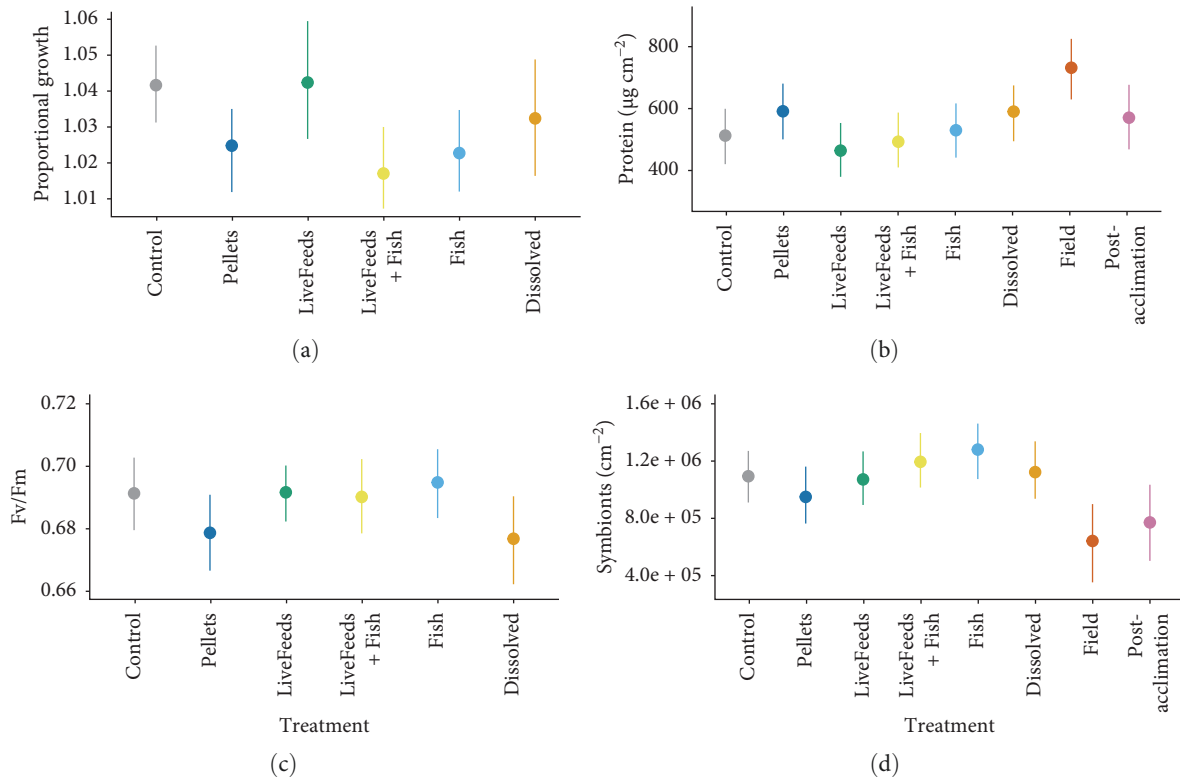 Proportional growth
1.06
1.05
1.04
1.03
1.02
1.01
Control
Pellets
LiveFeeds
LiveFeeds
+ Fish
Fish
Dissolved
(a)
Protein (μg cm−2)
800
600
400
Control
Pellets
LiveFeeds
LiveFeeds
+ Fish
Fish
Dissolved
Field
Post-
acclimation
(b)
Fv/Fm
0.72
0.70
0.68
0.66
Control
Pellets
LiveFeeds
LiveFeeds
+ Fish
Fish
Dissolved
Treatment
(c)
Symbionts (cm−2)
1.6e + 06
1.2e + 06
8.0e + 05
4.0e + 05
Control
Pellets
LiveFeeds
LiveFeeds
+ Fish
Fish
Dissolved
Field
Post-
acclimation
Treatment
(d)